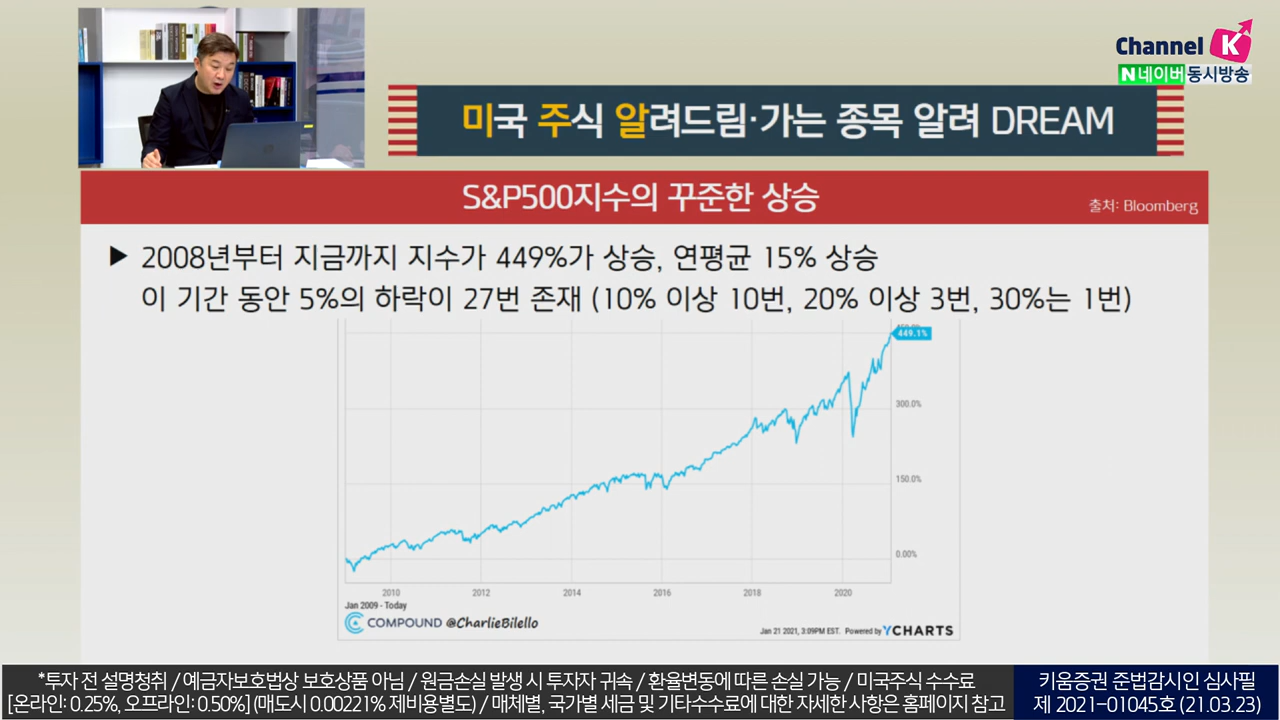 Channel K
N 네이버 동시방송
미국 주식 알려드림·가는 종목 알려 DREAM
S&P500지수의 꾸준한 상승
출처: Bloomberg
▶ 2008년부터 지금까지 지수가 449%가 상승, 연평균 15% 상승
이 기간 동안 5%의 하락이 27번 존재 (10% 이상 10번, 20% 이상 3번, 30%는 1번)
449.1%
300.0%
150.0%
0.00%
2010 2012 2014 2016 2018 2020
Jan 2009 - Today
COMPOUND @CharlieBilello
Jan 21 2021, 3:09PM EST. Powered by YCHARTS
*투자 전 설명청취 / 예금자보호법상 보호상품 아님 / 원금손실 발생 시 투자자 귀속 / 환율변동에 따른 손실 가능 / 미국주식 수수료
[온라인: 0.25%, 오프라인: 0.50%] (매도시 0.00221% 제비용별도) / 매체별, 국가별 세금 및 기타수수료에 대한 자세한 사항은 홈페이지 참고
키움증권 준법감시인 심사필
제 2021-01045호 (21.03.23)